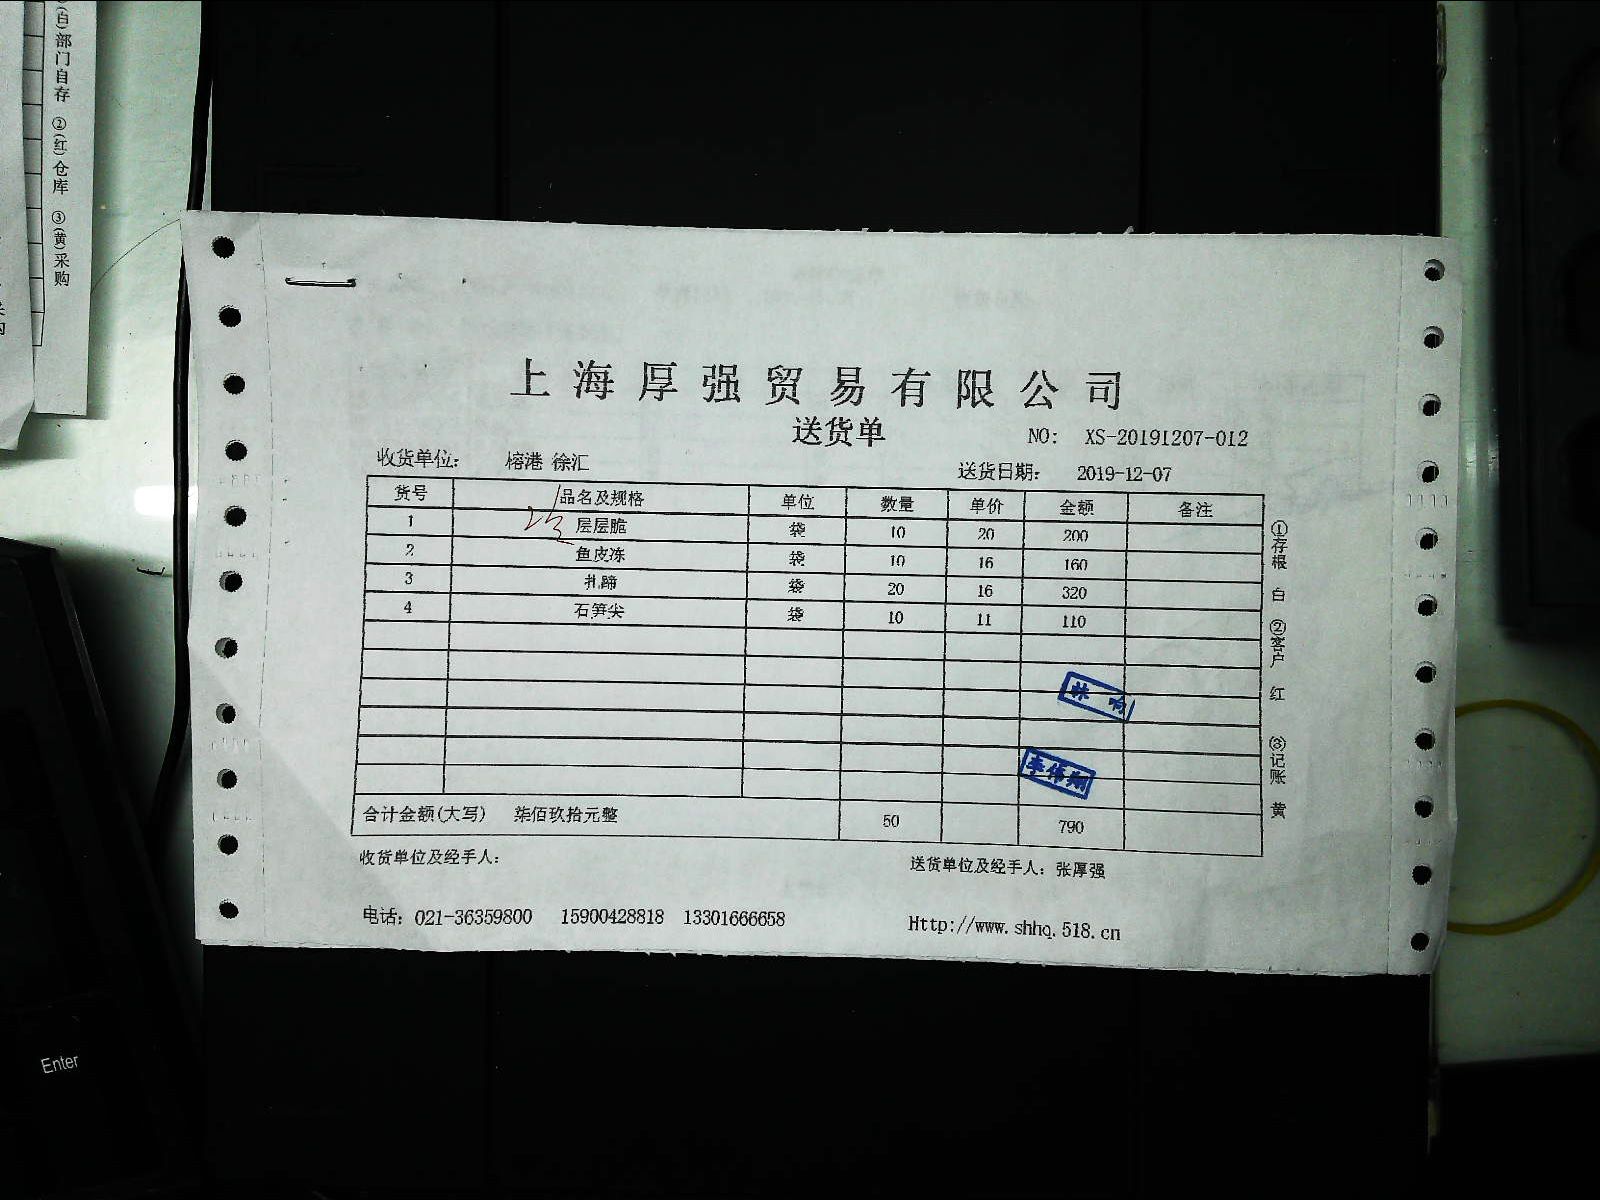 (白)部门自存 ②(红)仓库 ③(黄)采购
上海厚强贸易有限公司
送货单
NO: XS-20191207-012
收货单位: 榕港 徐汇
送货日期: 2019-12-07
货号 品名及规格 单位 数量 单价 金额 备注
1 层层脆 袋 10 20 200
2 鱼皮冻 袋 10 16 160
3 扎蹄 袋 20 16 320
4 石笋尖 袋 10 11 110
林响
李伟翔
合计金额(大写) 柒佰玖拾元整 50 790
收货单位及经手人:
送货单位及经手人: 张厚强
电话: 021-36359800 15900428818 13301666658
Http://www.shhq.518.cn
①存根 白 ②客户 红 ③记账 黄
Enter